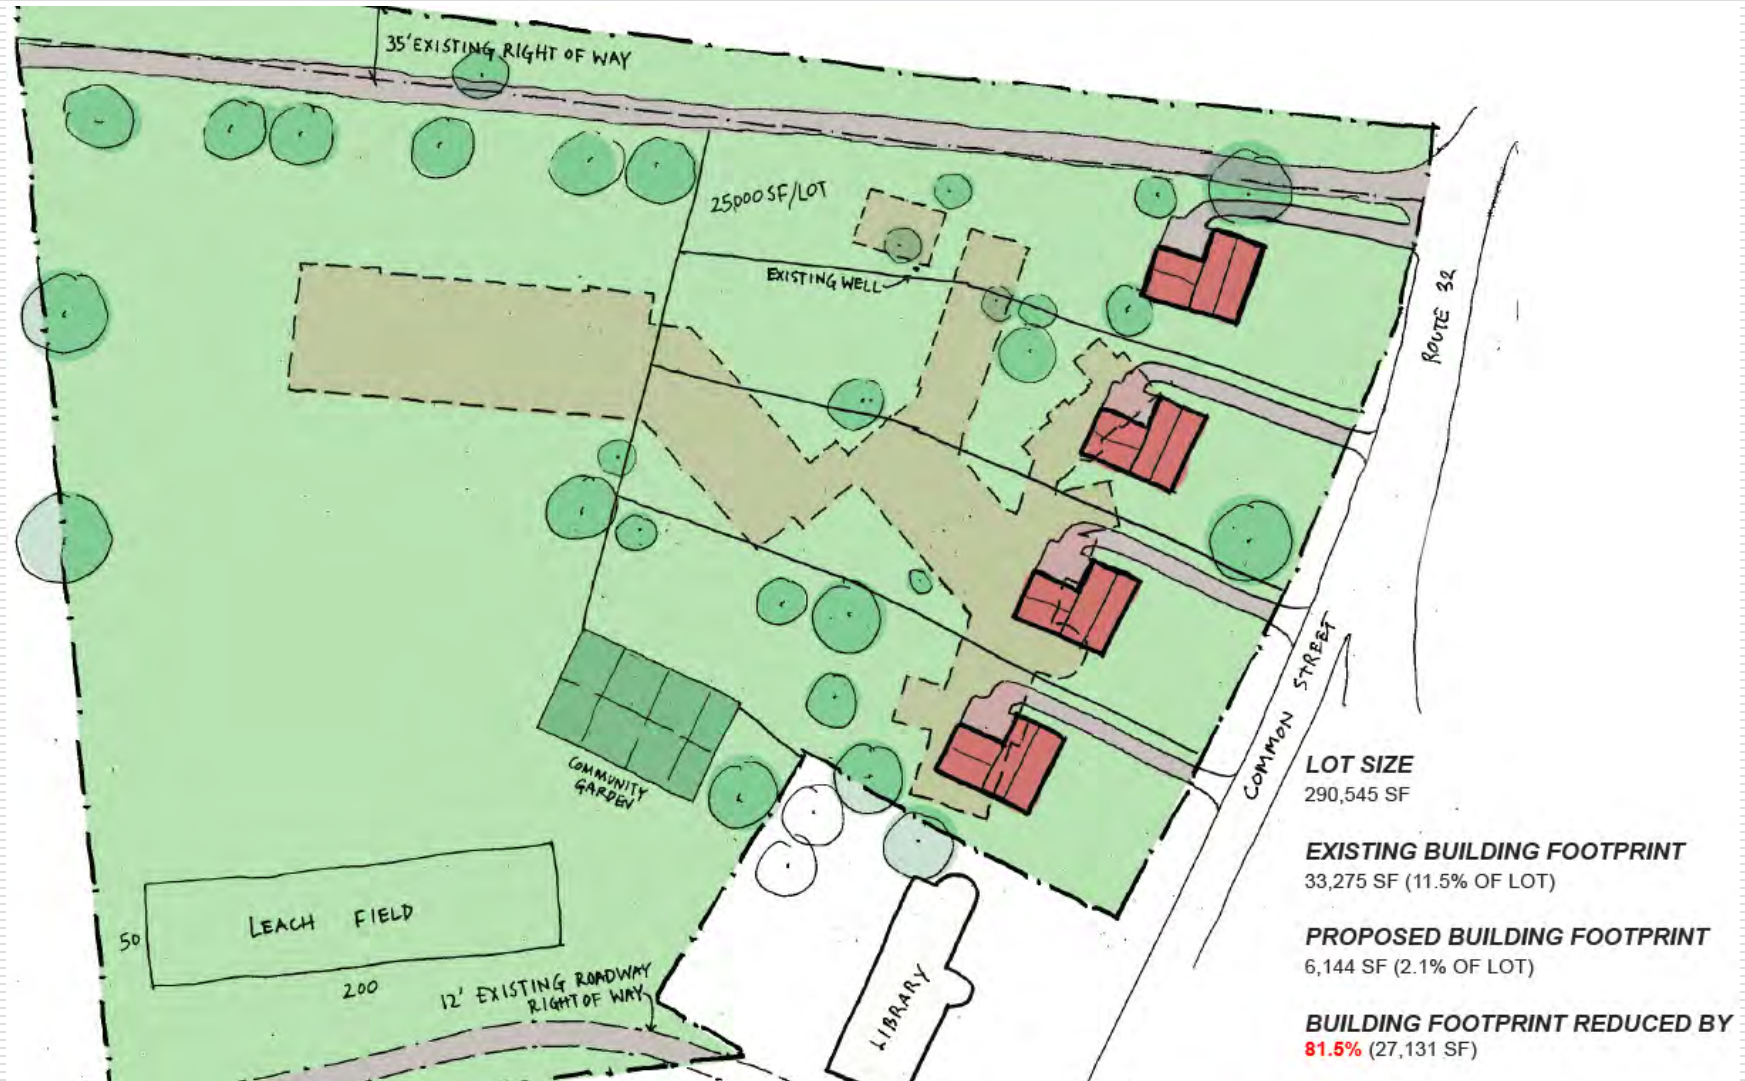 35' EXISTING RIGHT OF WAY
25,000 SF/LOT
EXISTING WELL
ROUTE 32
COMMON STREET
COMMUNITY
GARDEN
LEACH FIELD
50
200
12' EXISTING ROADWAY
RIGHT OF WAY
LIBRARY
LOT SIZE
290,545 SF
EXISTING BUILDING FOOTPRINT
33,275 SF (11.5% OF LOT)
PROPOSED BUILDING FOOTPRINT
6,144 SF (2.1% OF LOT)
BUILDING FOOTPRINT REDUCED BY
81.5% (27,131 SF)